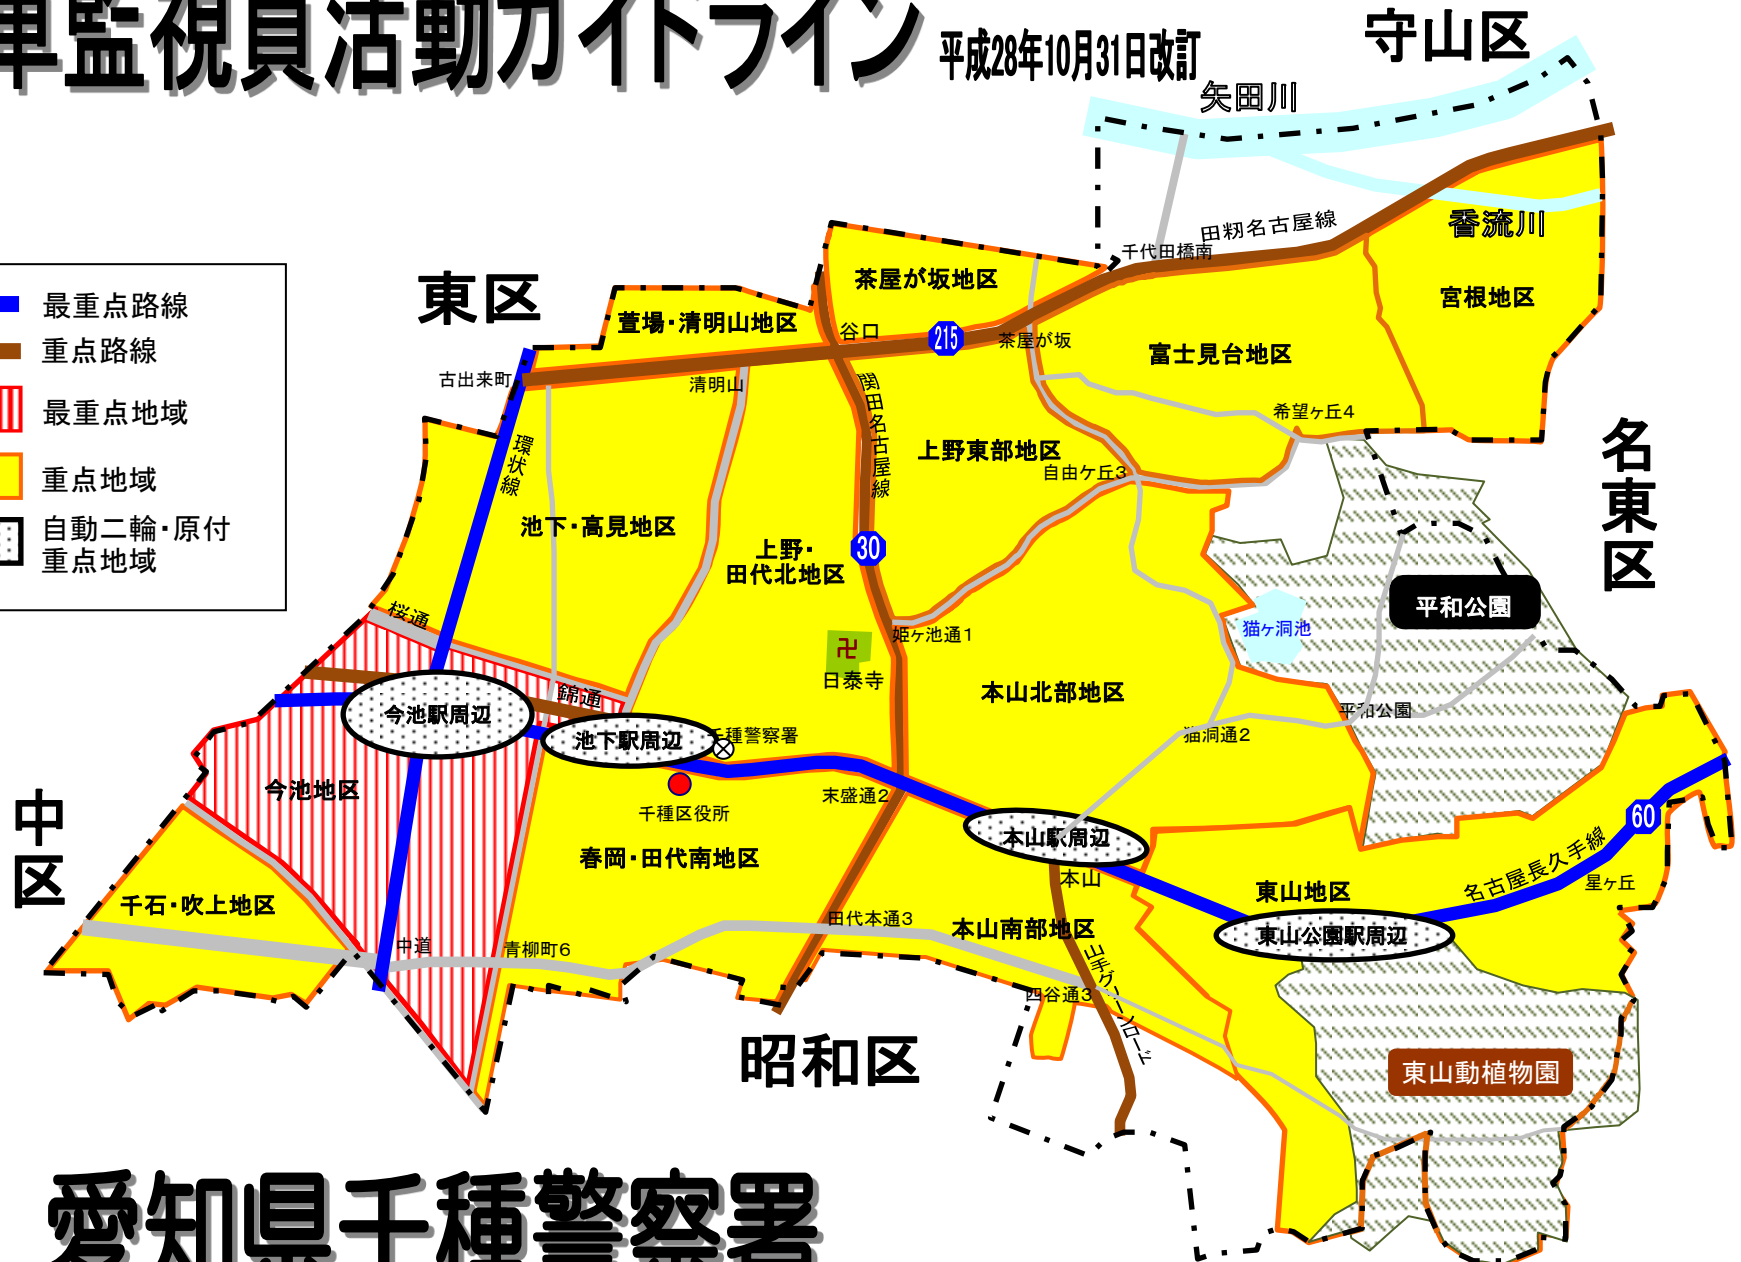 車監視員活動ガイドライン
平成28年10月31日改訂
守山区
矢田川
香流川
田籾名古屋線
千代田橋南
東区
茶屋が坂地区
宮根地区
萱場・清明山地区
谷口
215
茶屋が坂
富士見台地区
最重点路線
重点路線
最重点地域
重点地域
自動二輪・原付
重点地域
古出来町
清明山
関田名古屋線
希望ヶ丘4
環状線
上野東部地区
自由ケ丘3
名東区
池下・高見地区
上野・
田代北地区
30
平和公園
桜通
姫ヶ池通1
猫ヶ洞池
卍
日泰寺
錦通
本山北部地区
今池駅周辺
池下駅周辺
千種警察署
平和公園
猫洞通2
今池地区
千種区役所
末盛通2
中区
60
本山駅周辺
春岡・田代南地区
名古屋長久手線
星ヶ丘
本山
東山地区
千石・吹上地区
田代本通3
本山南部地区
東山公園駅周辺
中道
青柳町6
山手グリーンロード
四谷通3
昭和区
東山動植物園
愛知県千種警察署